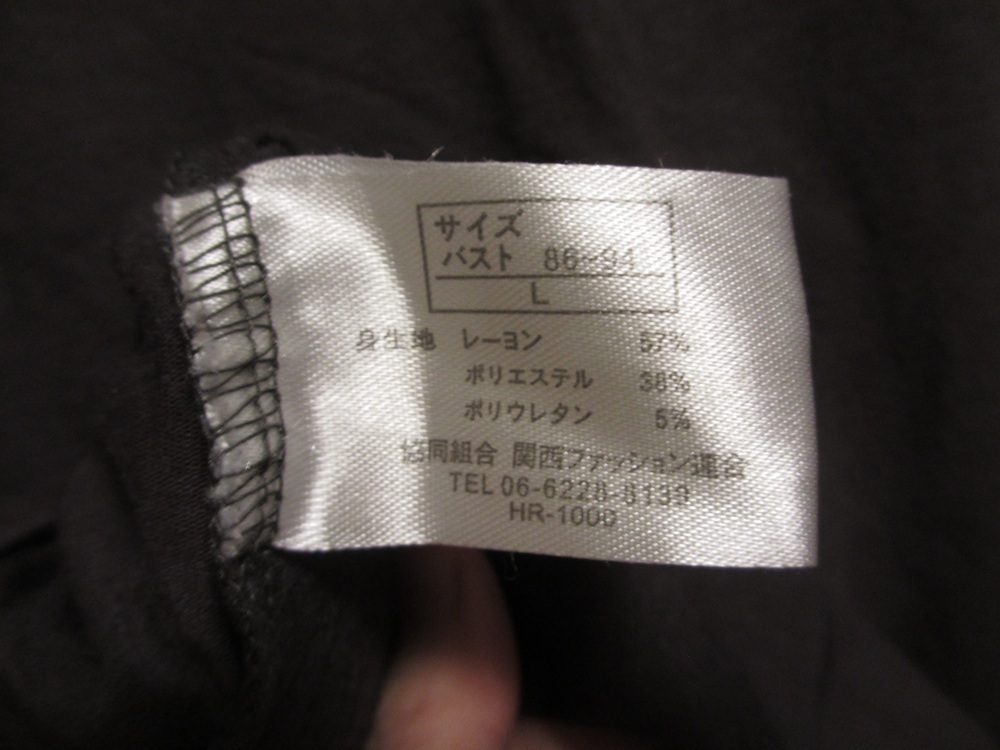 サイズ
バスト 86~94
L
身生地 レーヨン 57%
ポリエステル 38%
ポリウレタン 5%
協同組合 関西ファッション連合
TEL 06-6228-8139
HR-1000